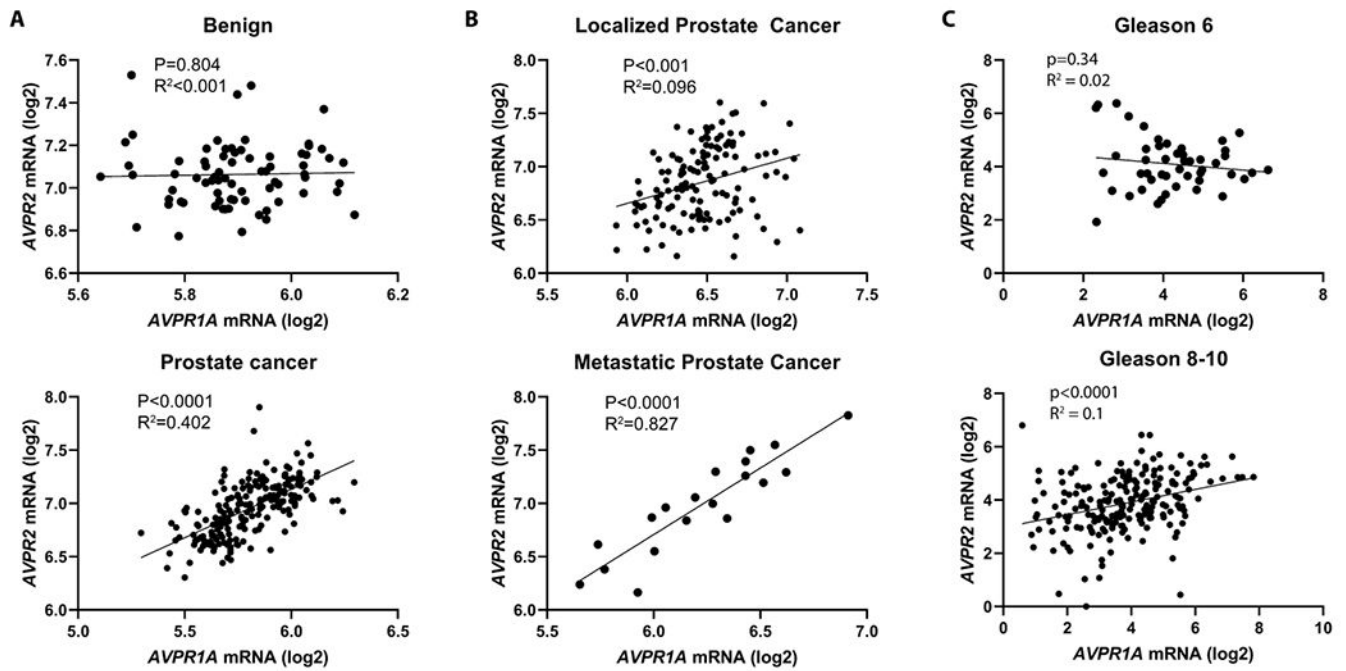 A
Benign
P=0.804
R²<0.001
AVPR2 mRNA (log2)
7.6
7.4
7.2
7.0
6.8
6.6
5.6
5.8
6.0
6.2
AVPR1A mRNA (log2)
Prostate cancer
P<0.0001
R²=0.402
AVPR2 mRNA (log2)
8.0
7.5
7.0
6.5
6.0
5.0
5.5
6.0
6.5
AVPR1A mRNA (log2)
B
Localized Prostate Cancer
P<0.001
R²=0.096
AVPR2 mRNA (log2)
8.0
7.5
7.0
6.5
6.0
5.5
6.0
6.5
7.0
7.5
AVPR1A mRNA (log2)
Metastatic Prostate Cancer
P<0.0001
R²=0.827
AVPR2 mRNA (log2)
8.0
7.5
7.0
6.5
6.0
5.5
6.0
6.5
7.0
AVPR1A mRNA (log2)
C
Gleason 6
p=0.34
R² = 0.02
AVPR2 mRNA (log2)
8
6
4
2
0
0
2
4
6
8
AVPR1A mRNA (log2)
Gleason 8-10
p<0.0001
R² = 0.1
AVPR2 mRNA (log2)
8
6
4
2
0
0
2
4
6
8
10
AVPR1A mRNA (log2)